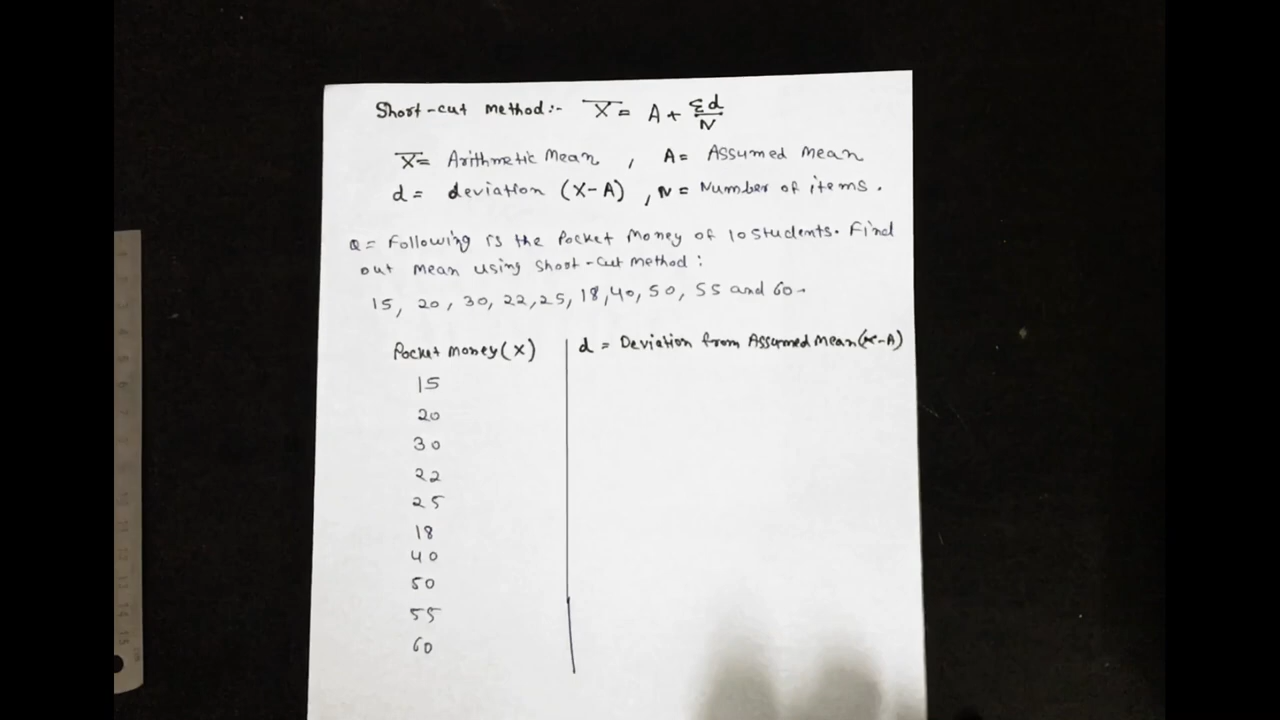 Short-cut Method:- X̅ = A + Σd/N
X̅ = Arithmetic Mean , A = Assumed Mean
d = deviation (X-A) , N = Number of items.
Q = Following is the Pocket Money of 10 Students. Find
out Mean using Short-cut Method :
15, 20, 30, 22, 25, 18, 40, 50, 55 and 60.
Pocket Money (X) d = Deviation from Assumed Mean (X-A)
15
20
30
22
25
18
40
50
55
60